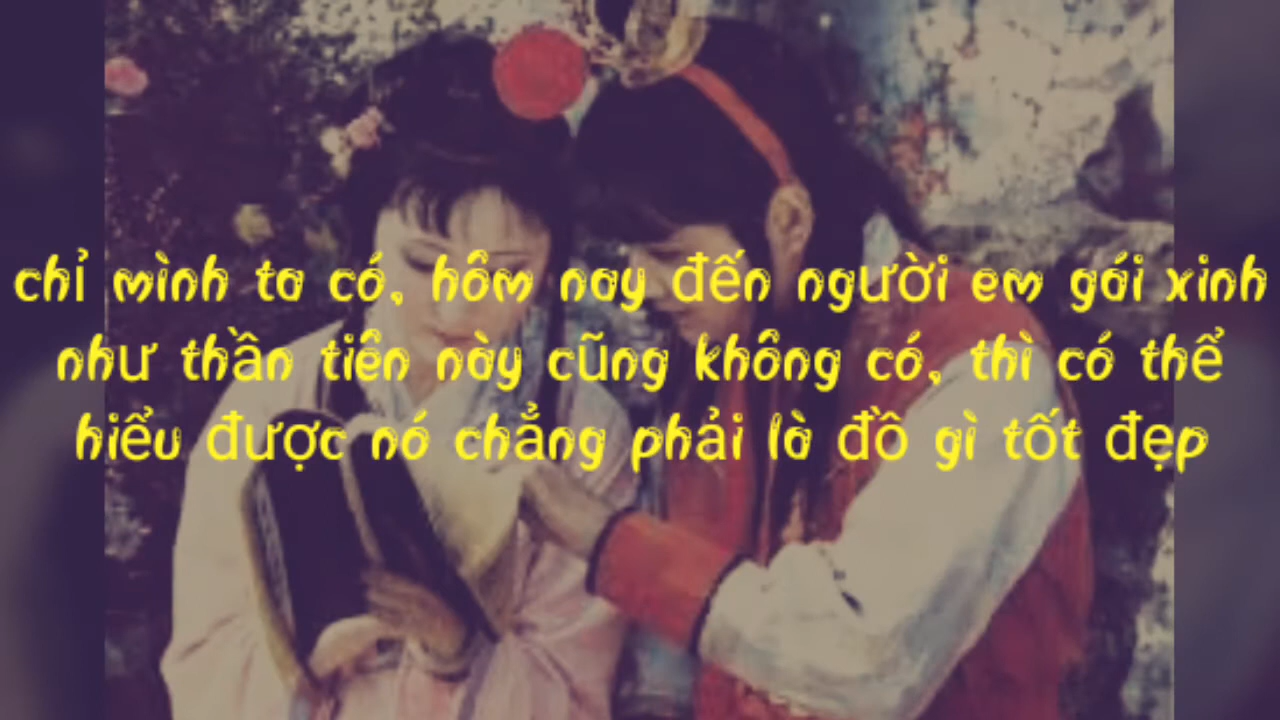 chỉ mình ta có, hôm nay đến người em gái xinh
như thần tiên này cũng không có, thì có thể
hiểu được nó chẳng phải là đồ gì tốt đẹp